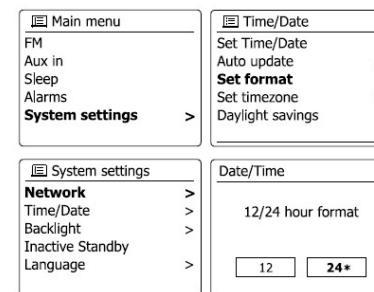 Main menu
FM
Aux in
Sleep
Alarms
System settings >
Time/Date
Set Time/Date
Auto update
Set format
Set timezone
Daylight savings
System settings
Network >
Time/Date >
Backlight >
Inactive Standby
Language >
Date/Time
12/24 hour format
12 24*